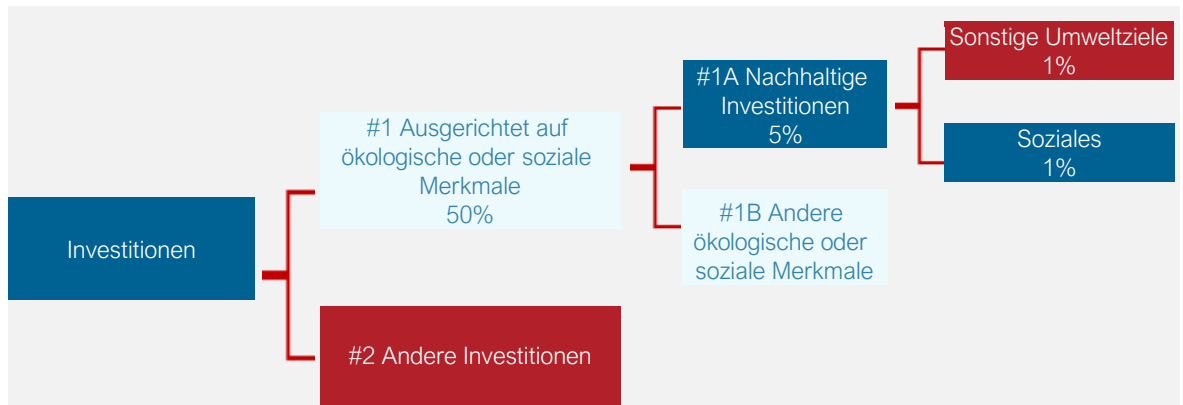 Investitionen
#1 Ausgerichtet auf
ökologische oder soziale
Merkmale
50%
#2 Andere Investitionen
#1A Nachhaltige
Investitionen
5%
#1B Andere
ökologische oder
soziale Merkmale
Sonstige Umweltziele
1%
Soziales
1%